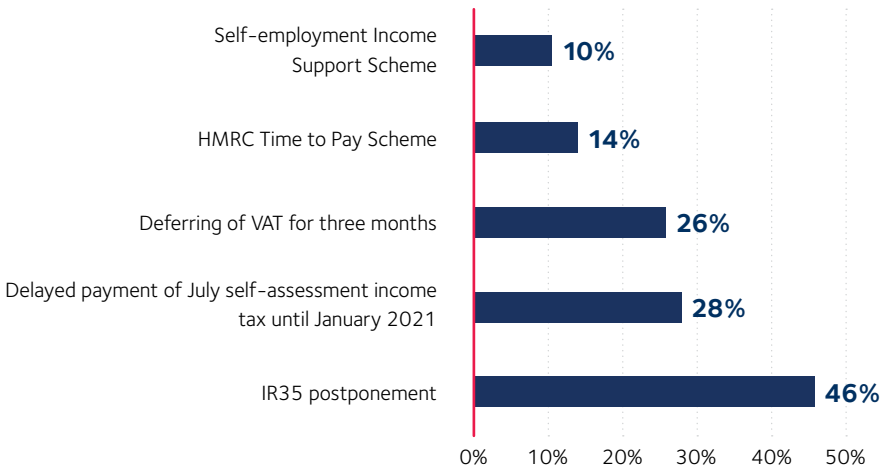 Self-employment Income
Support Scheme
10%
HMRC Time to Pay Scheme
14%
Deferring of VAT for three months
26%
Delayed payment of July self-assessment income
tax until January 2021
28%
IR35 postponement
46%
0% 10% 20% 30% 40% 50%